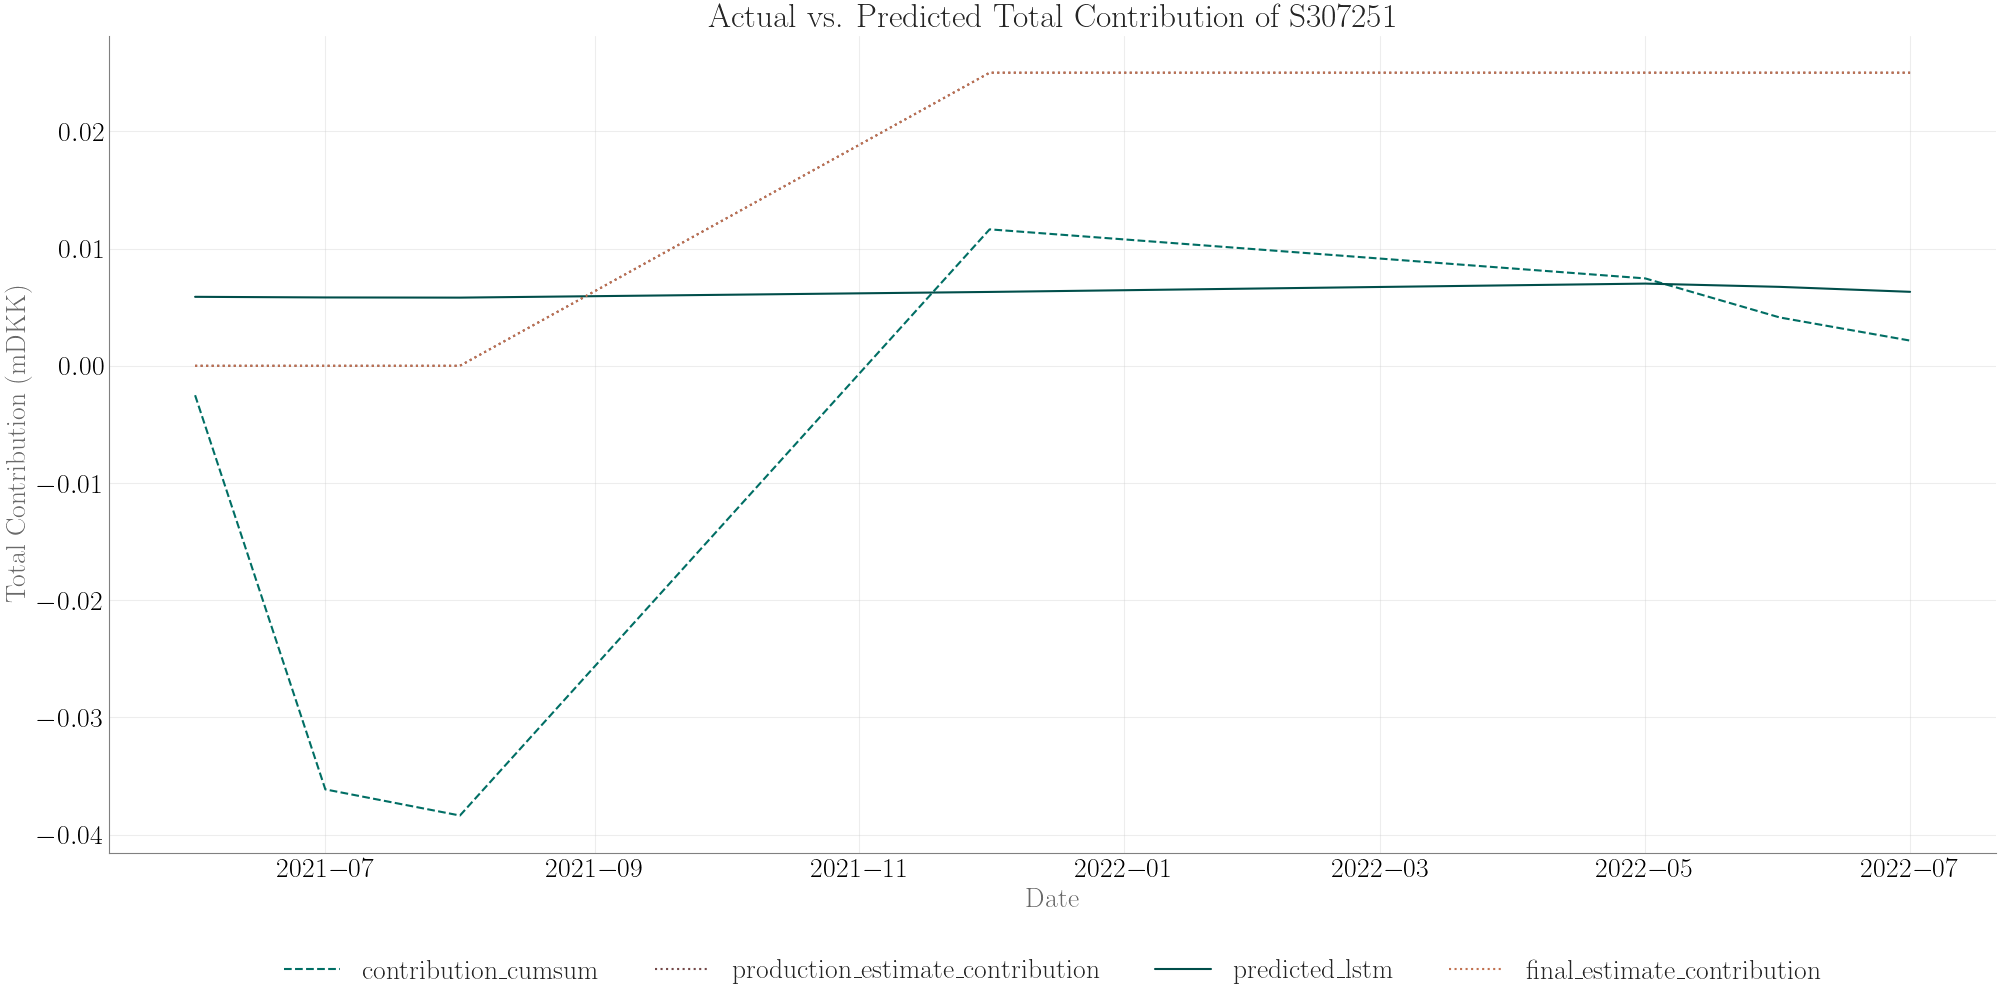 Actual vs. Predicted Total Contribution of S307251
Total Contribution (mDKK)
0.02
0.01
0.00
−0.01
−0.02
−0.03
−0.04
2021−07 2021−09 2021−11 2022−01 2022−03 2022−05 2022−07
Date
contribution_cumsum production_estimate_contribution predicted_lstm final_estimate_contribution